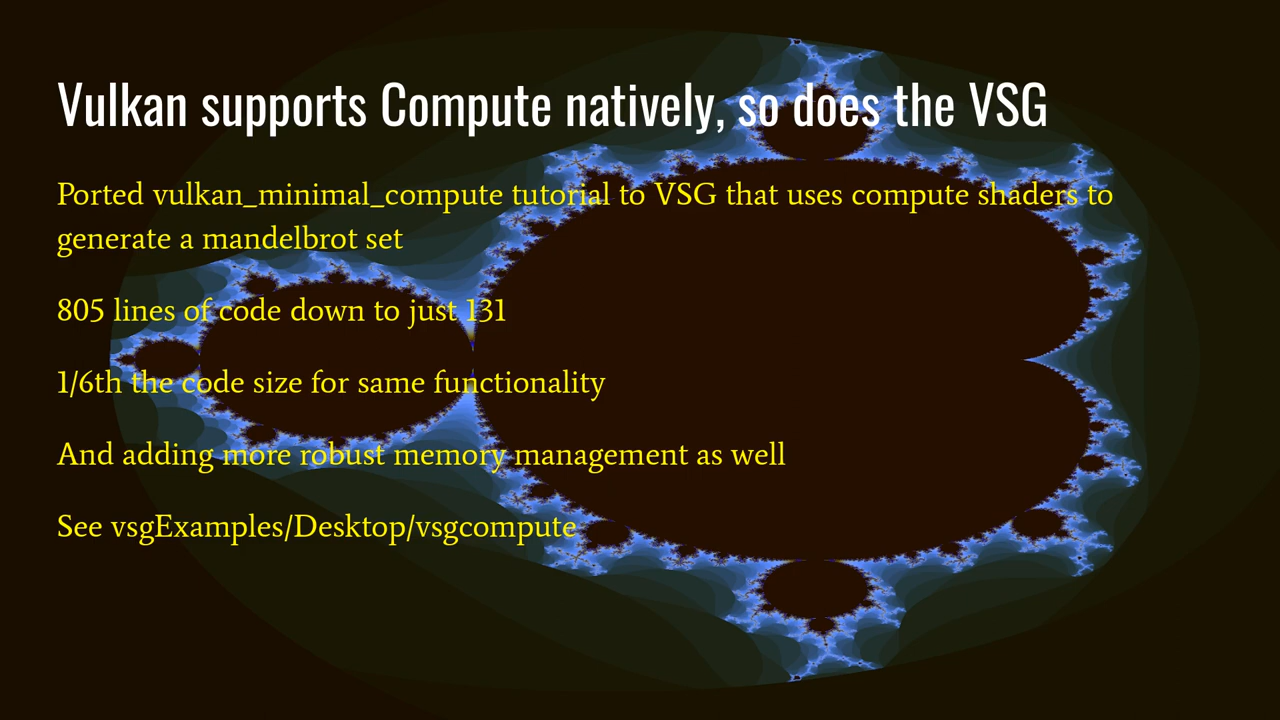 Vulkan supports Compute natively, so does the VSG
Ported vulkan_minimal_compute tutorial to VSG that uses compute shaders to
generate a mandelbrot set
805 lines of code down to just 131
1/6th the code size for same functionality
And adding more robust memory management as well
See vsgExamples/Desktop/vsgcompute